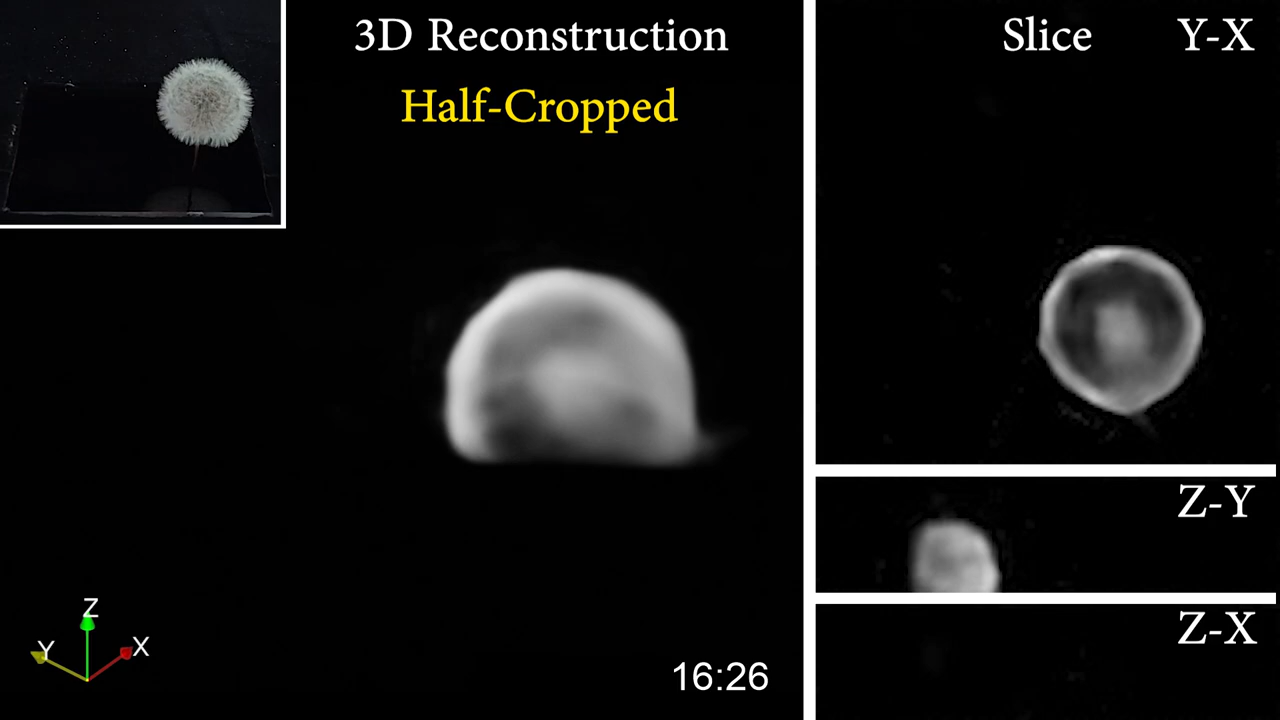 3D Reconstruction
Half-Cropped
Slice Y-X
Z-Y
Z-X
Z
Y
X
16:26